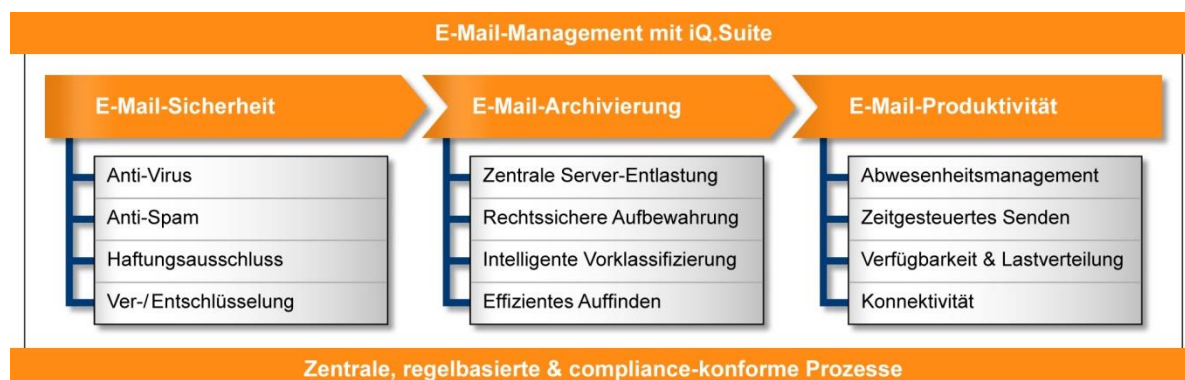 E-Mail-Management mit iQ.Suite
E-Mail-Sicherheit
Anti-Virus
Anti-Spam
Haftungsausschluss
Ver-/Entschlüsselung
E-Mail-Archivierung
Zentrale Server-Entlastung
Rechtssichere Aufbewahrung
Intelligente Vorklassifizierung
Effizientes Auffinden
E-Mail-Produktivität
Abwesenheitsmanagement
Zeitgesteuertes Senden
Verfügbarkeit & Lastverteilung
Konnektivität
Zentrale, regelbasierte & compliance-konforme Prozesse